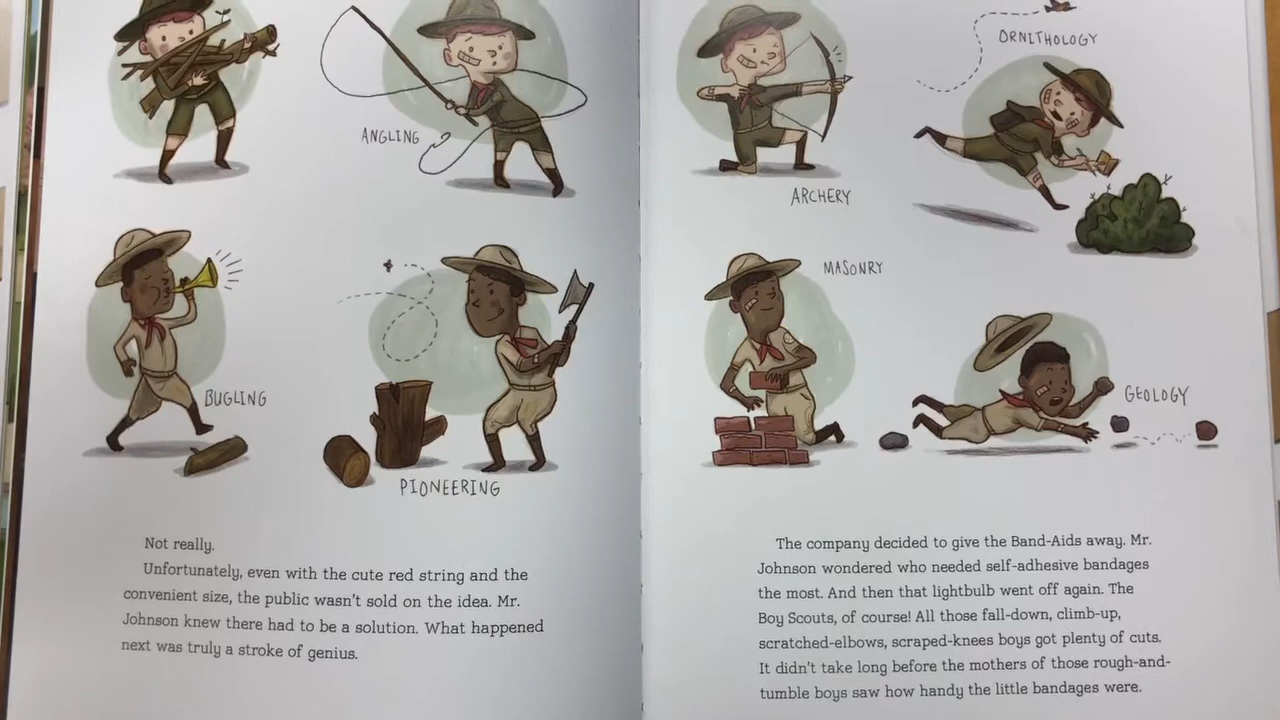 ANGLING
BUGLING
PIONEERING
Not really.
Unfortunately, even with the cute red string and the
convenient size, the public wasn't sold on the idea. Mr.
Johnson knew there had to be a solution. What happened
next was truly a stroke of genius.
ORNITHOLOGY
ARCHERY
MASONRY
GEOLOGY
The company decided to give the Band-Aids away. Mr.
Johnson wondered who needed self-adhesive bandages
the most. And then that lightbulb went off again. The
Boy Scouts, of course! All those fall-down, climb-up,
scratched-elbows, scraped-knees boys got plenty of cuts.
It didn't take long before the mothers of those rough-and-
tumble boys saw how handy the little bandages were.